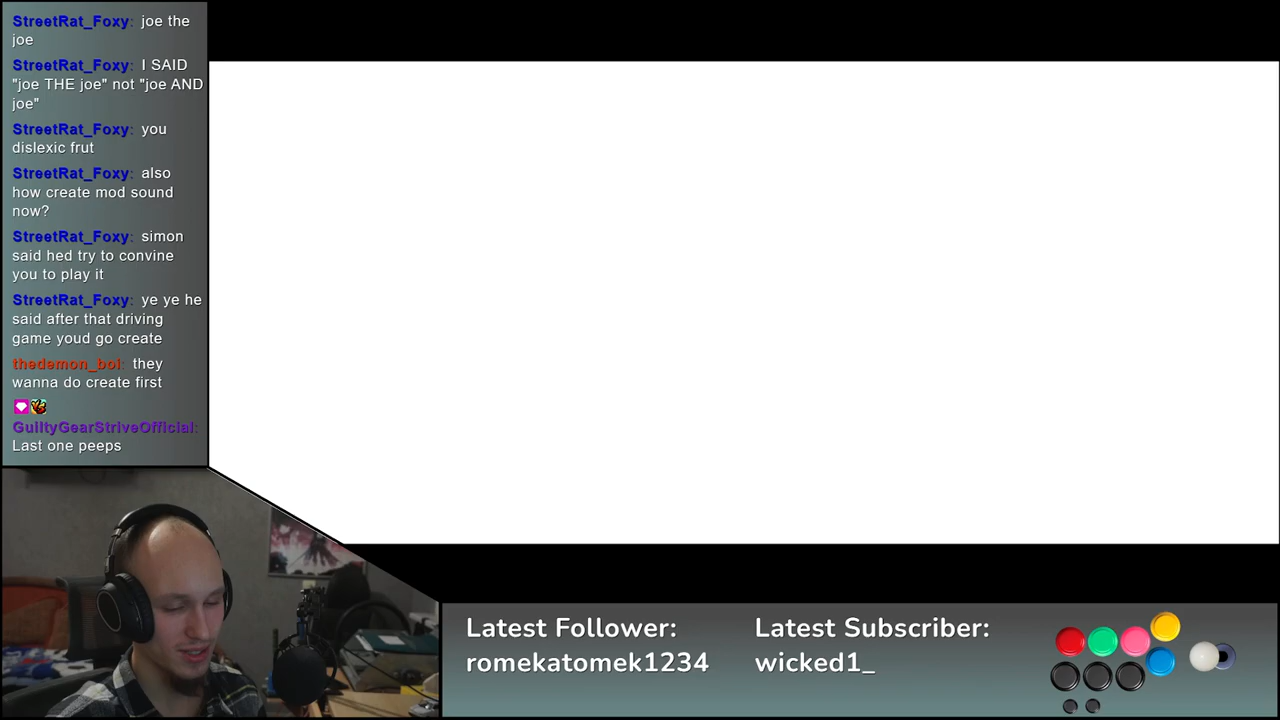 StreetRat_Foxy: joe the
joe
StreetRat_Foxy: I SAID
"joe THE joe" not "joe AND
joe"
StreetRat_Foxy: you
dislexic frut
StreetRat_Foxy: also
how create mod sound
now?
StreetRat_Foxy: simon
said hed try to convine
you to play it
StreetRat_Foxy: ye ye he
said after that driving
game youd go create
thedemon_boi: they
wanna do create first
GuiltyGearStriveOfficial:
Last one peeps
Latest Follower:
romekatomek1234
Latest Subscriber:
wicked1_